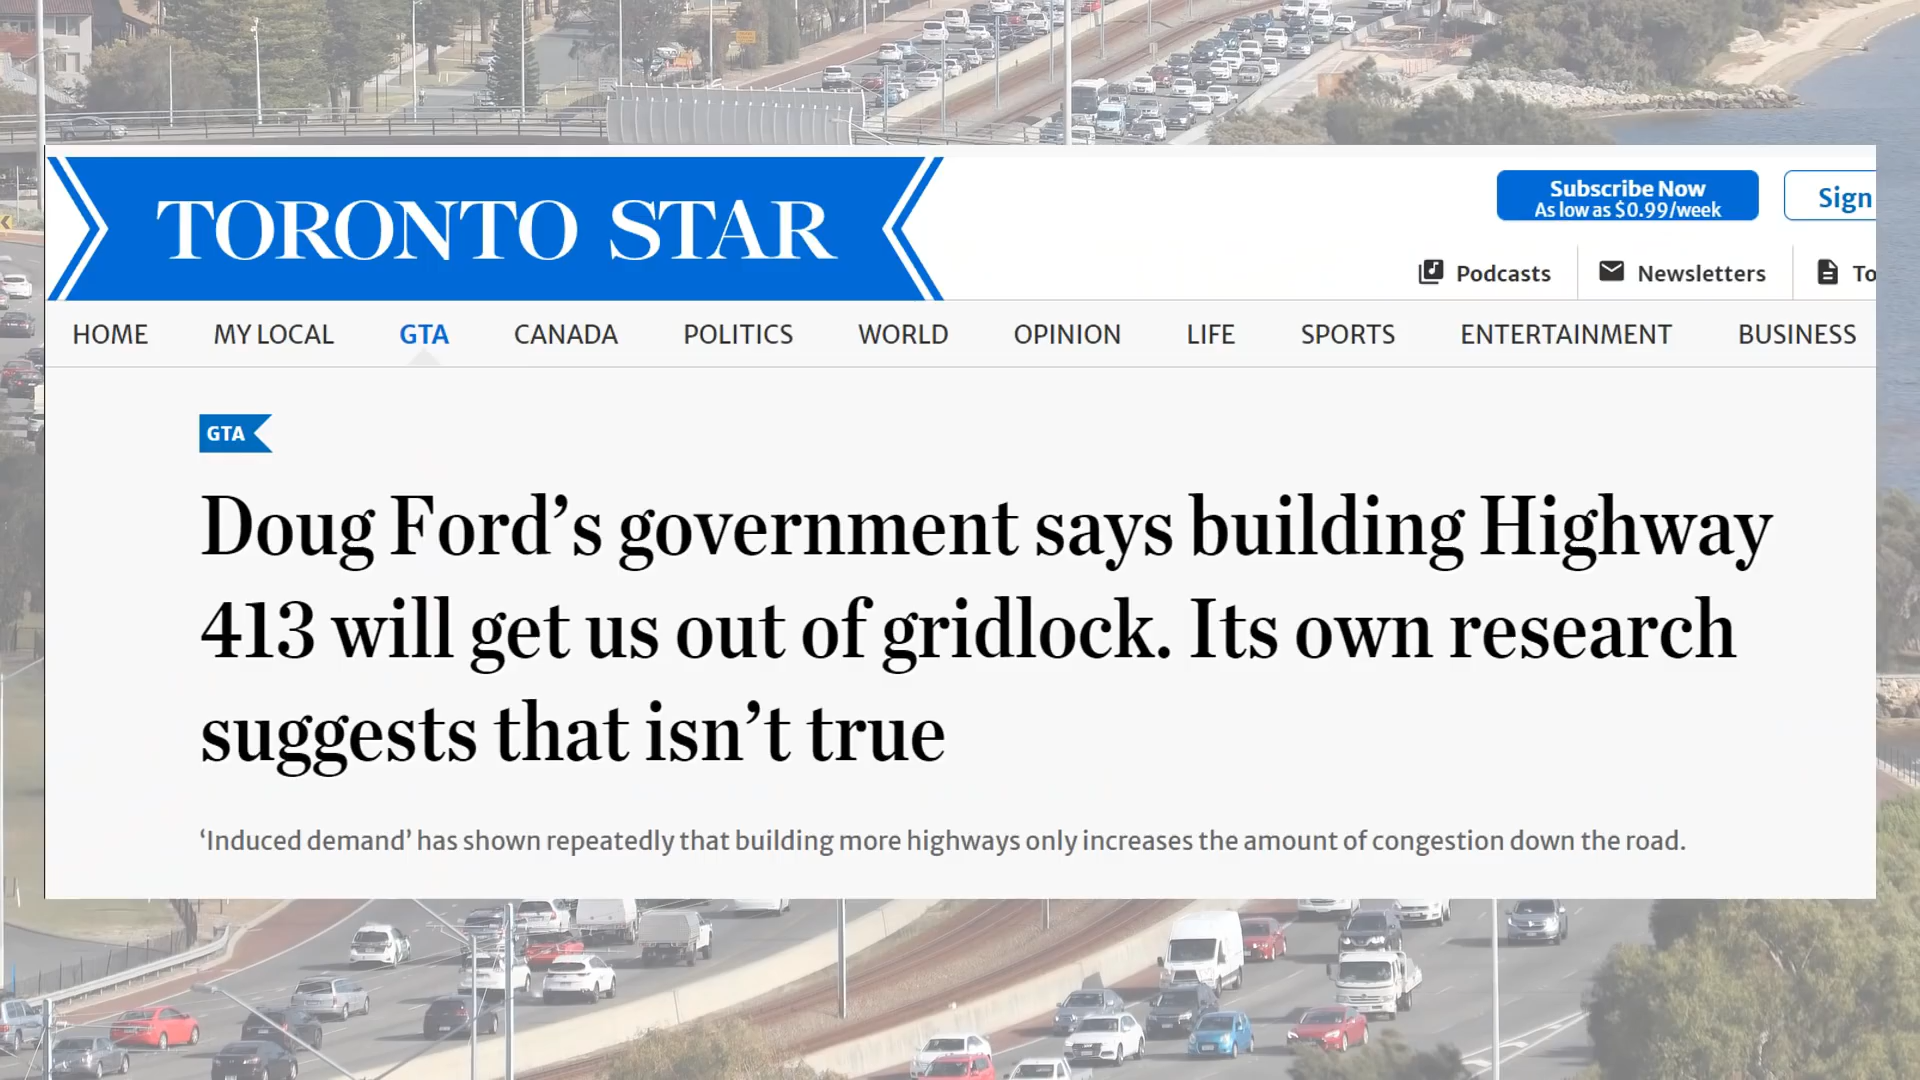 TORONTO STAR
Subscribe Now
As low as $0.99/week
Sign
Podcasts
Newsletters
To
HOME
MY LOCAL
GTA
CANADA
POLITICS
WORLD
OPINION
LIFE
SPORTS
ENTERTAINMENT
BUSINESS
GTA
Doug Ford’s government says building Highway
413 will get us out of gridlock. Its own research
suggests that isn’t true
‘Induced demand’ has shown repeatedly that building more highways only increases the amount of congestion down the road.